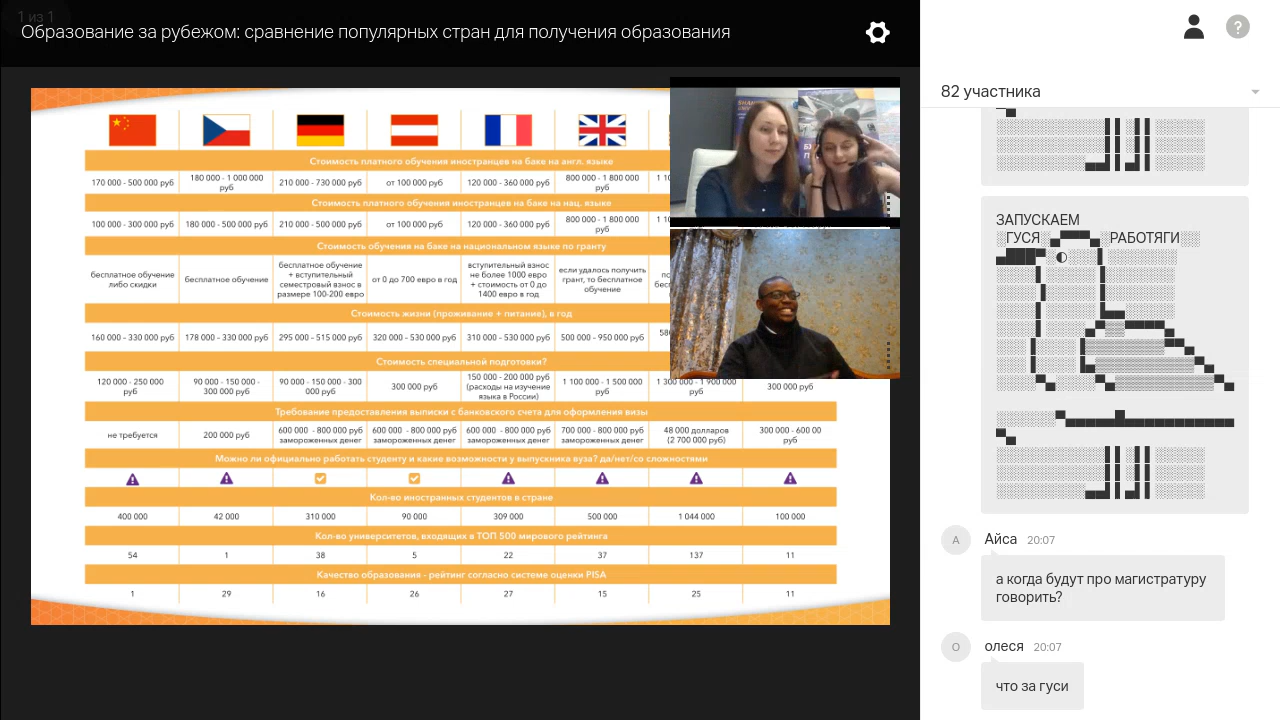 1 из 1
Образование за рубежом: сравнение популярных стран для получения образования
Стоимость платного обучения иностранцев на баке на англ. языке
170 000 - 500 000 руб
180 000 - 1 000 000 руб
210 000 - 730 000 руб
от 100 000 руб
120 000 - 360 000 руб
800 000 - 1 800 000 руб
Стоимость платного обучения иностранцев на баке на нац. языке
100 000 - 300 000 руб
180 000 - 500 000 руб
210 000 - 500 000 руб
от 100 000 руб
120 000 - 360 000 руб
800 000 - 1 800 000 руб
Стоимость обучения на баке на национальном языке по гранту
бесплатное обучение либо скидки
бесплатное обучение
бесплатное обучение + вступительный семестровый взнос в размере 100-200 евро
от 0 до 700 евро в год
вступительный взнос не более 1000 евро + стоимость от 0 до 1400 евро в год
если удалось получить грант, то бесплатное обучение
Стоимость жизни (проживание + питание), в год
160 000 - 330 000 руб
178 000 - 330 000 руб
295 000 - 515 000 руб
320 000 - 530 000 руб
310 000 - 530 000 руб
500 000 - 950 000 руб
Стоимость специальной подготовки?
120 000 - 250 000 руб
90 000 - 150 000 - 300 000 руб
90 000 - 150 000 - 300 000 руб
300 000 руб
150 000 - 200 000 руб (расходы на изучение языка в России)
1 100 000 - 1 500 000 руб
1 300 000 - 1 900 000 руб
300 000 руб
Требование предоставления выписки с банковского счета для оформления визы
не требуется
200 000 руб
600 000 - 800 000 руб замороженных денег
600 000 - 800 000 руб замороженных денег
600 000 - 800 000 руб замороженных денег
700 000 - 800 000 руб замороженных денег
48 000 долларов (2 700 000 руб)
300 000 - 600 00 руб
Можно ли официально работать студенту и какие возможности у выпускника вуза? да/нет/со сложностями
Кол-во иностранных студентов в стране
400 000
42 000
310 000
90 000
309 000
500 000
1 044 000
100 000
Кол-во университетов, входящих в ТОП 500 мирового рейтинга
54
1
38
5
22
37
137
11
Качество образования - рейтинг согласно системе оценки PISA
1
29
16
26
27
15
25
11
?
82 участника
ЗАПУСКАЕМ
ГУСЯ РАБОТЯГИ
А
Айса 20:07
а когда будут про магистратуру
говорить?
О
олеся 20:07
что за гуси